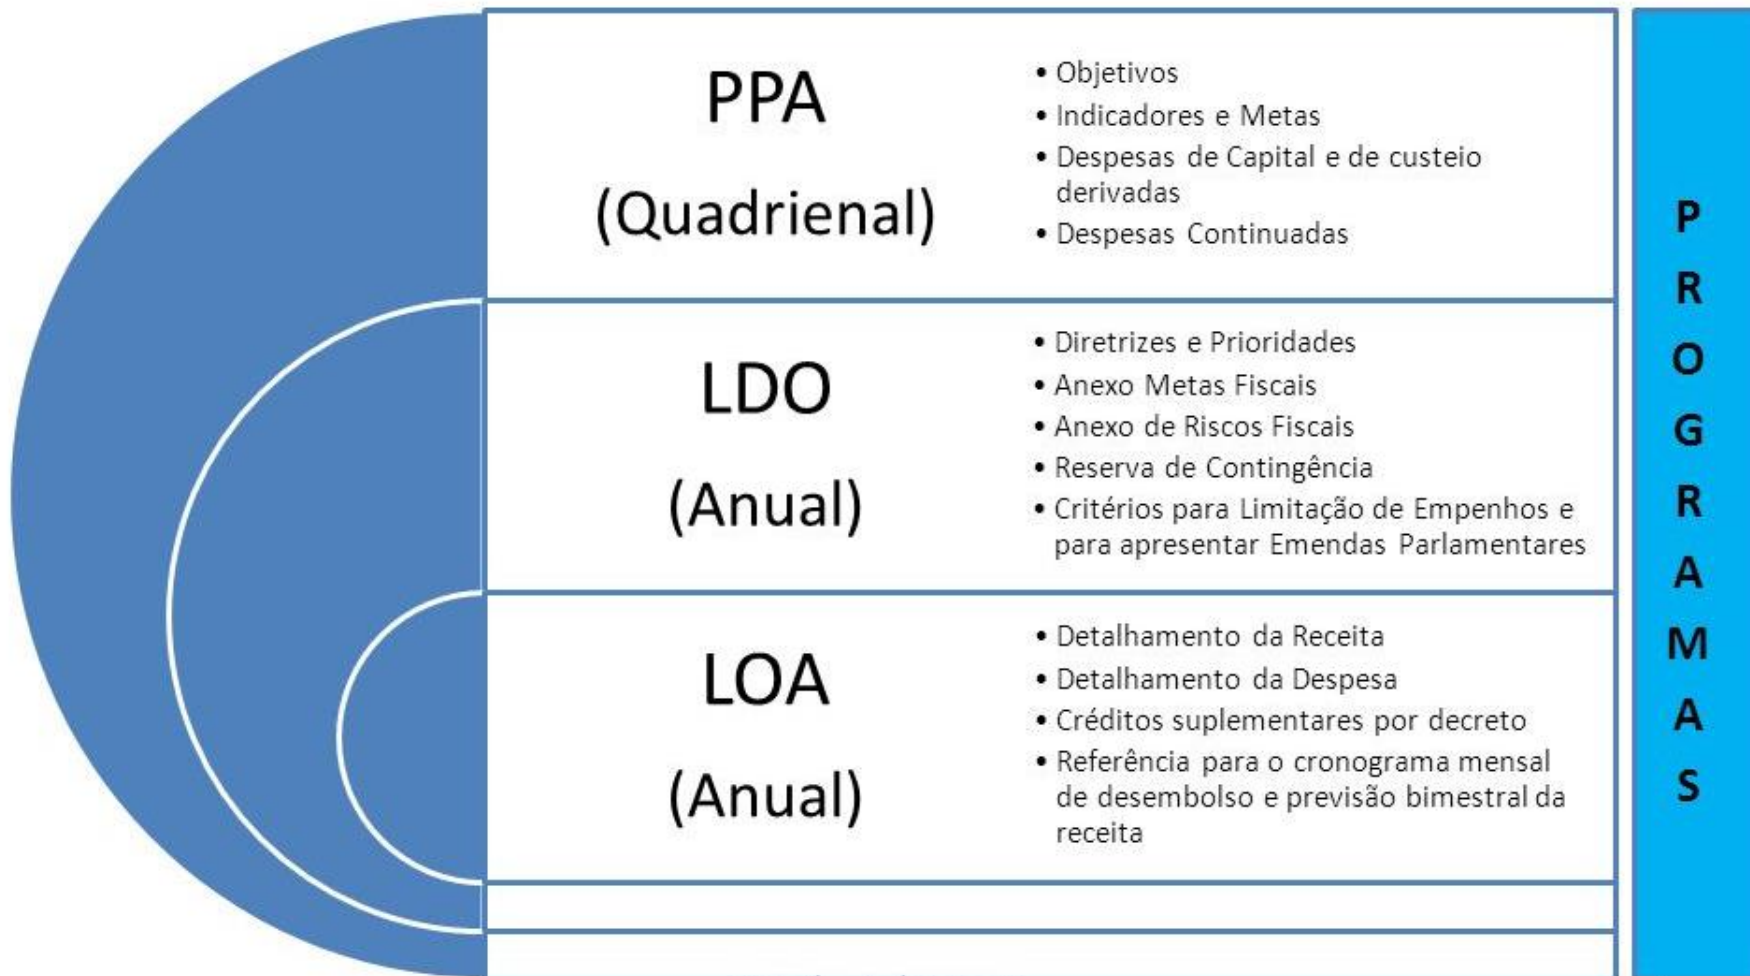 PPA
(Quadrienal)
• Objetivos
• Indicadores e Metas
• Despesas de Capital e de custeio
derivadas
• Despesas Continuadas
LDO
(Anual)
• Diretrizes e Prioridades
• Anexo Metas Fiscais
• Anexo de Riscos Fiscais
• Reserva de Contingência
• Critérios para Limitação de Empenhos e
para apresentar Emendas Parlamentares
LOA
(Anual)
• Detalhamento da Receita
• Detalhamento da Despesa
• Créditos suplementares por decreto
• Referência para o cronograma mensal
de desembolso e previsão bimestral da
receita
PROGRAMAS